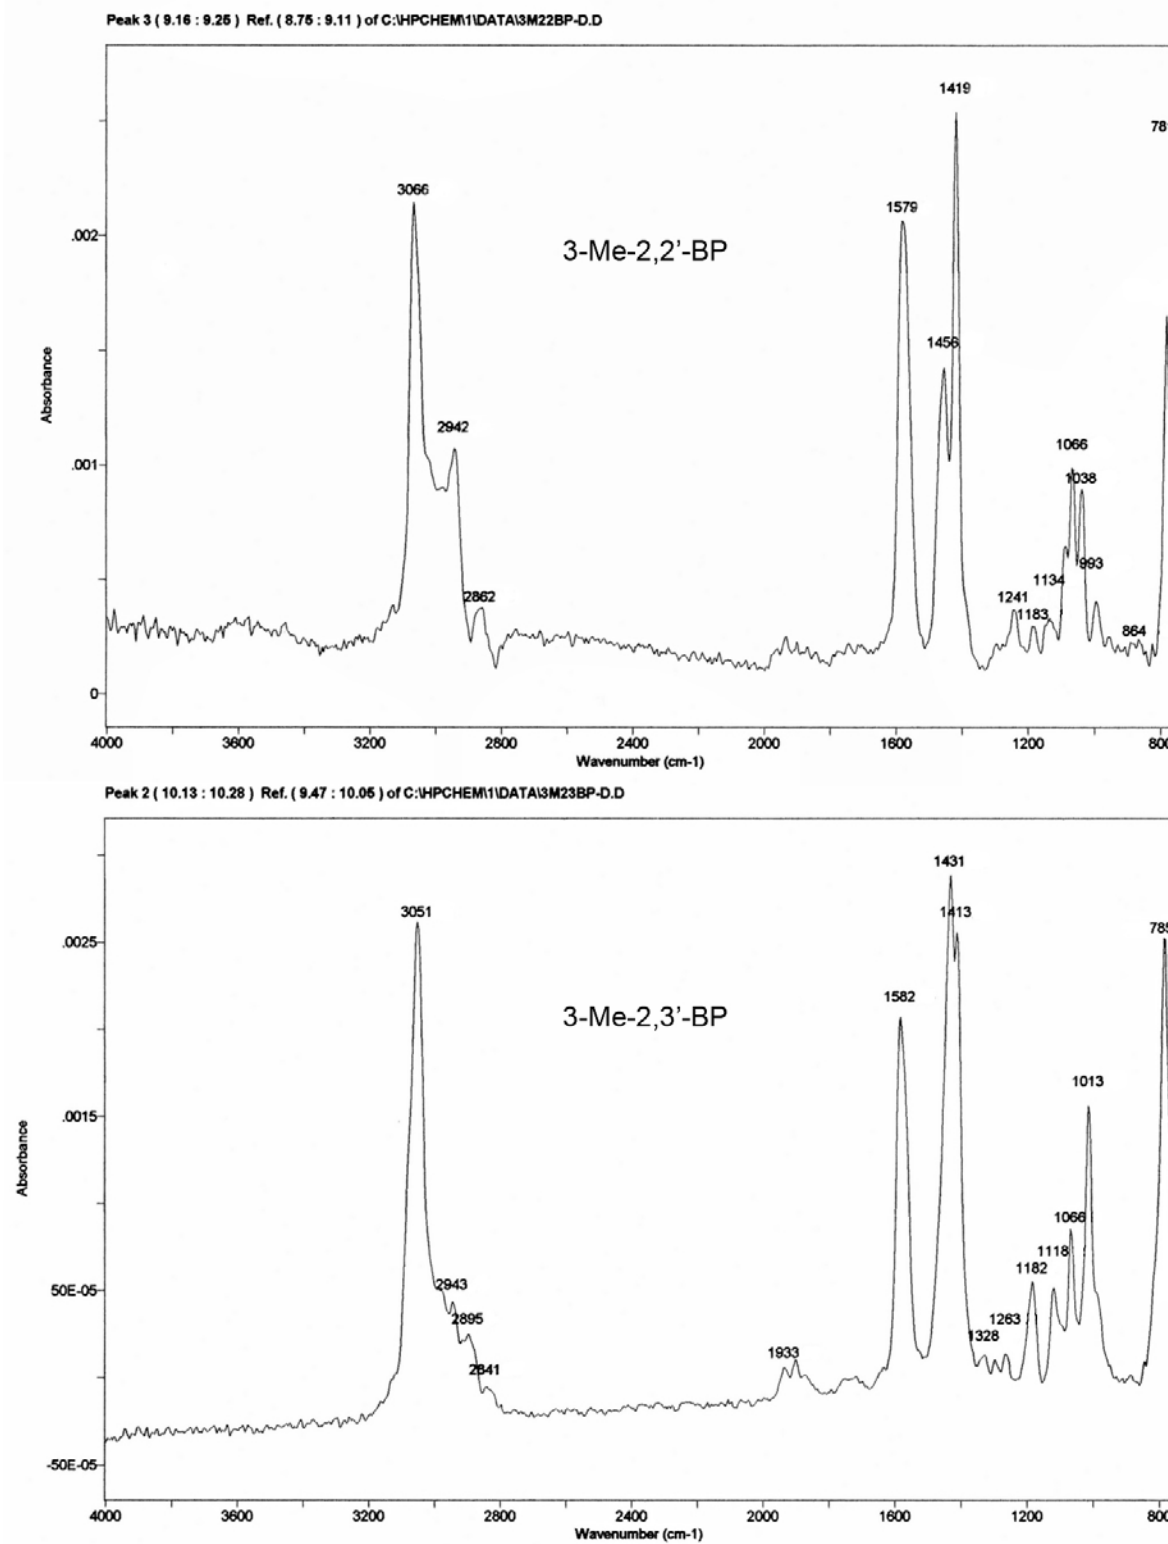 Peak 3 ( 9.16 : 9.25 ) Ref. ( 8.75 : 9.11 ) of C:\HPCHEM\1\DATA\3M22BP-D.D
1419
78
3066
1579
.002
3-Me-2,2'-BP
1456
2942
1066
.001
1038
993
1134
2862
1241
1183
864
0
Absorbance
4000 3600 3200 2800 2400 2000 1600 1200 800
Wavenumber (cm-1)
Peak 2 ( 10.13 : 10.28 ) Ref. ( 9.47 : 10.05 ) of C:\HPCHEM\1\DATA\3M23BP-D.D
1431
3051
1413
785
.0025
1582
3-Me-2,3'-BP
1013
.0015
1066
1118
1182
2943
50E-05
2895
1263
1328
1933
2841
-50E-05
Absorbance
4000 3600 3200 2800 2400 2000 1600 1200 800
Wavenumber (cm-1)